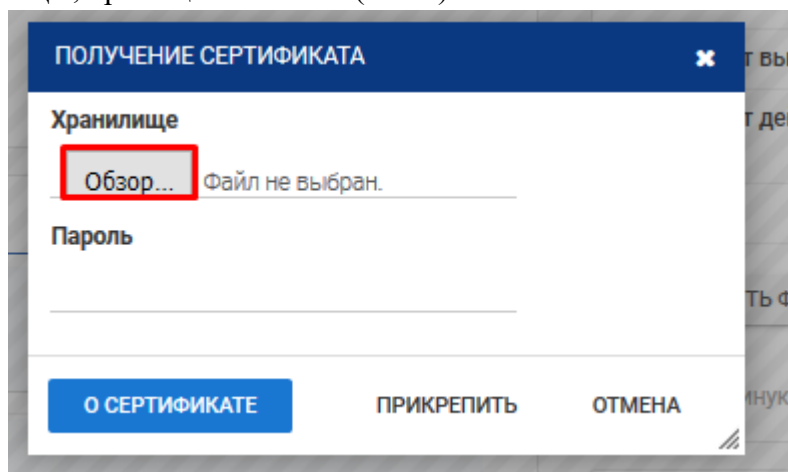 ПОЛУЧЕНИЕ СЕРТИФИКАТА
Хранилище
Обзор... Файл не выбран.
Пароль
О СЕРТИФИКАТЕ ПРИКРЕПИТЬ ОТМЕНА